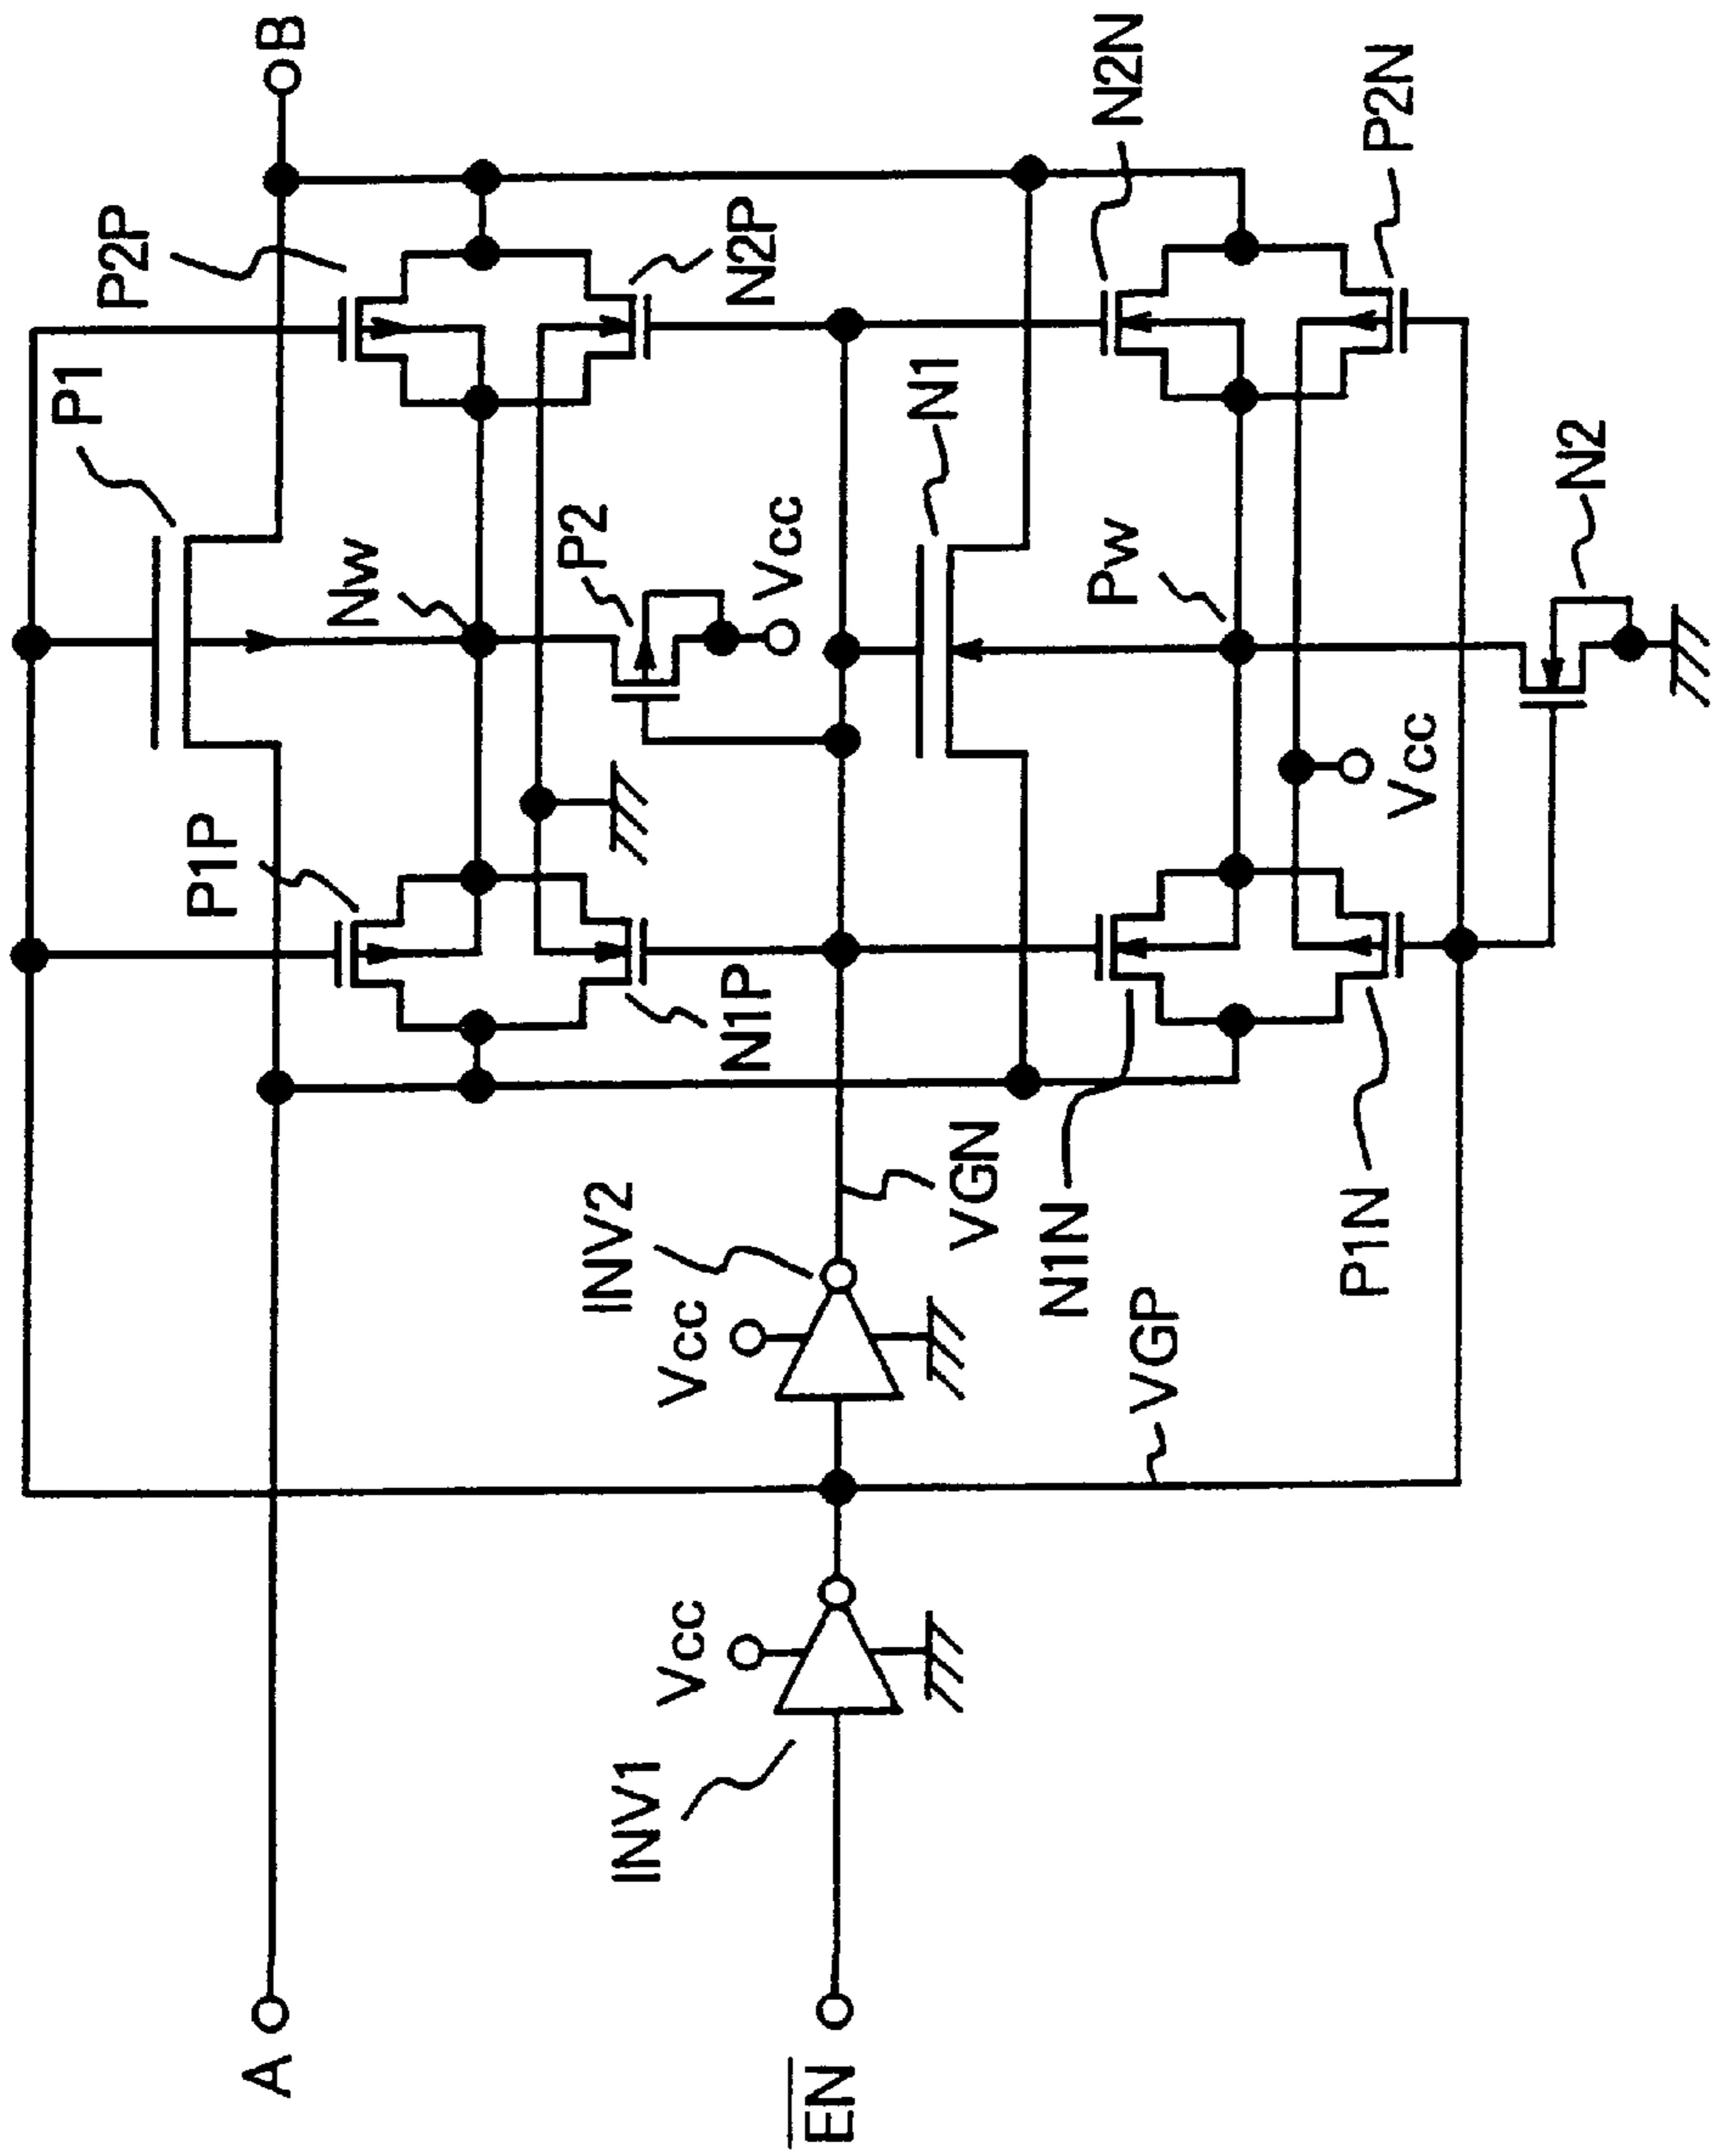 B
P2P
P1
N2P
Nw
P2
Vcc
P1P
N1P
N2N
P2N
N1
Pw
N2
Vcc
INV2
Vcc
VGN
N1N
P1N
VGP
Vcc
INV1
A
EN